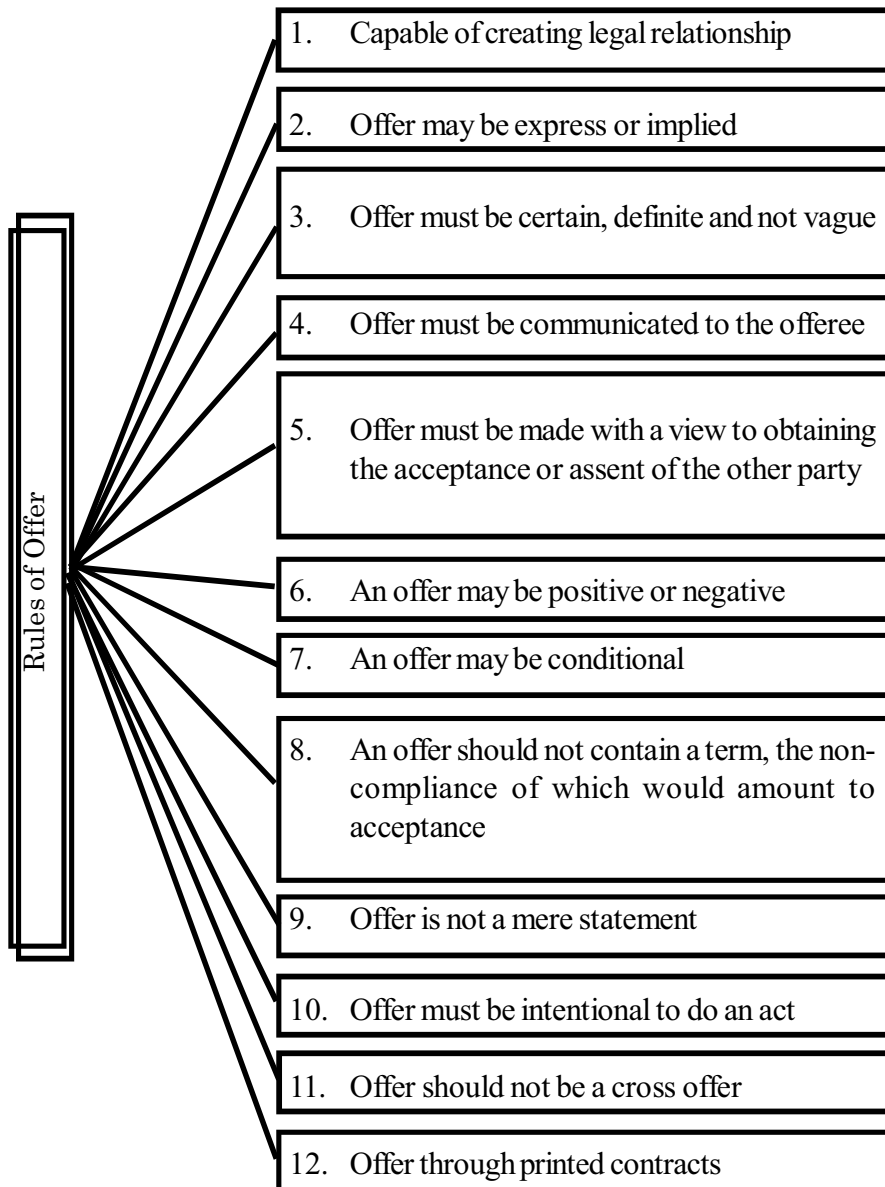 Rules of Offer
1. Capable of creating legal relationship
2. Offer may be express or implied
3. Offer must be certain, definite and not vague
4. Offer must be communicated to the offeree
5. Offer must be made with a view to obtaining
the acceptance or assent of the other party
6. An offer may be positive or negative
7. An offer may be conditional
8. An offer should not contain a term, the non-
compliance of which would amount to
acceptance
9. Offer is not a mere statement
10. Offer must be intentional to do an act
11. Offer should not be a cross offer
12. Offer through printed contracts